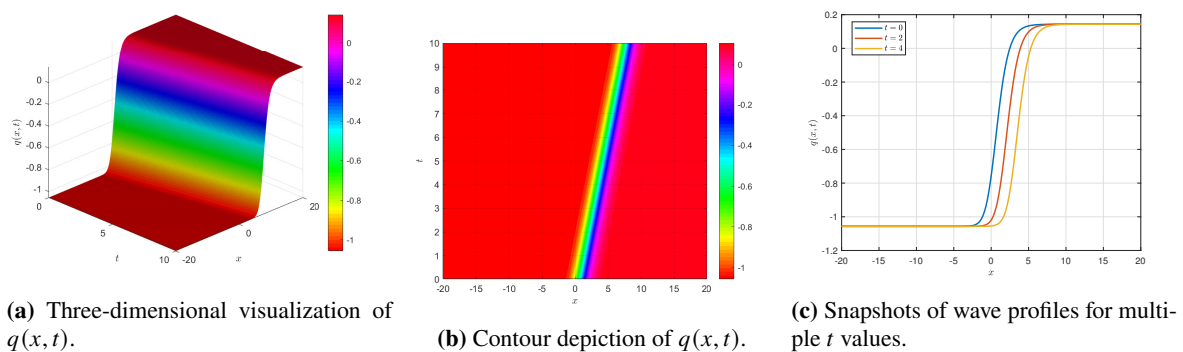 0
-0.2
-0.4
-0.6
-0.8
-1
q(x,t)
0
5
10
t
-20
0
20
x
0
-0.2
-0.4
-0.6
-0.8
-1
(a) Three-dimensional visualization of
q(x,t).
10
9
8
7
6
5
4
3
2
1
0
t
-20 -15 -10 -5 0 5 10 15 20
x
0
-0.2
-0.4
-0.6
-0.8
-1
(b) Contour depiction of q(x,t).
0.2
0
-0.2
-0.4
-0.6
-0.8
-1
-1.2
q(x,t)
t = 0
t = 2
t = 4
-20 -15 -10 -5 0 5 10 15 20
x
(c) Snapshots of wave profiles for multi-
ple t values.